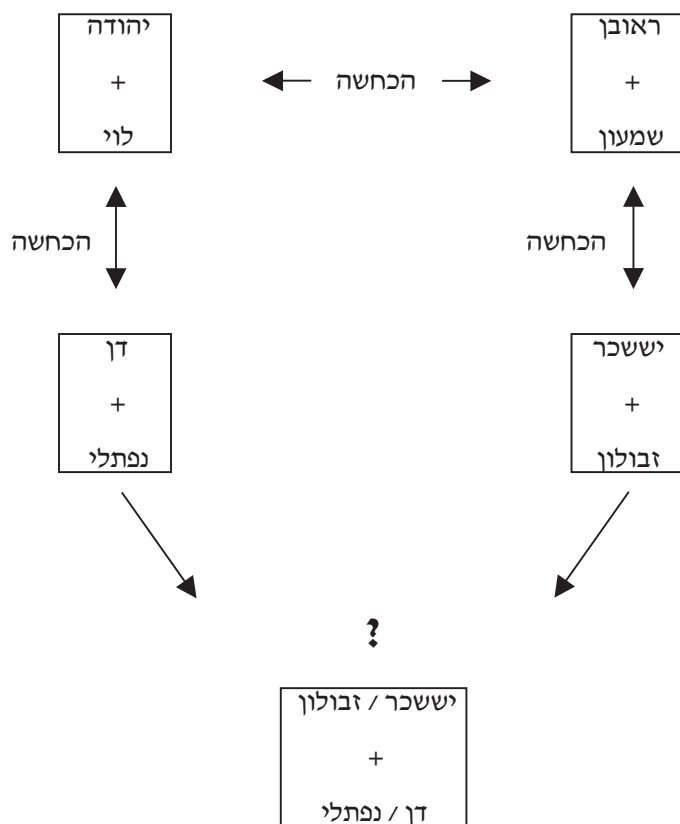 ראובן
+
שמעון
הכחשה
יהודה
+
לוי
הכחשה
הכחשה
יששכר
+
זבולון
דן
+
נפתלי
?
יששכר / זבולון
+
דן / נפתלי